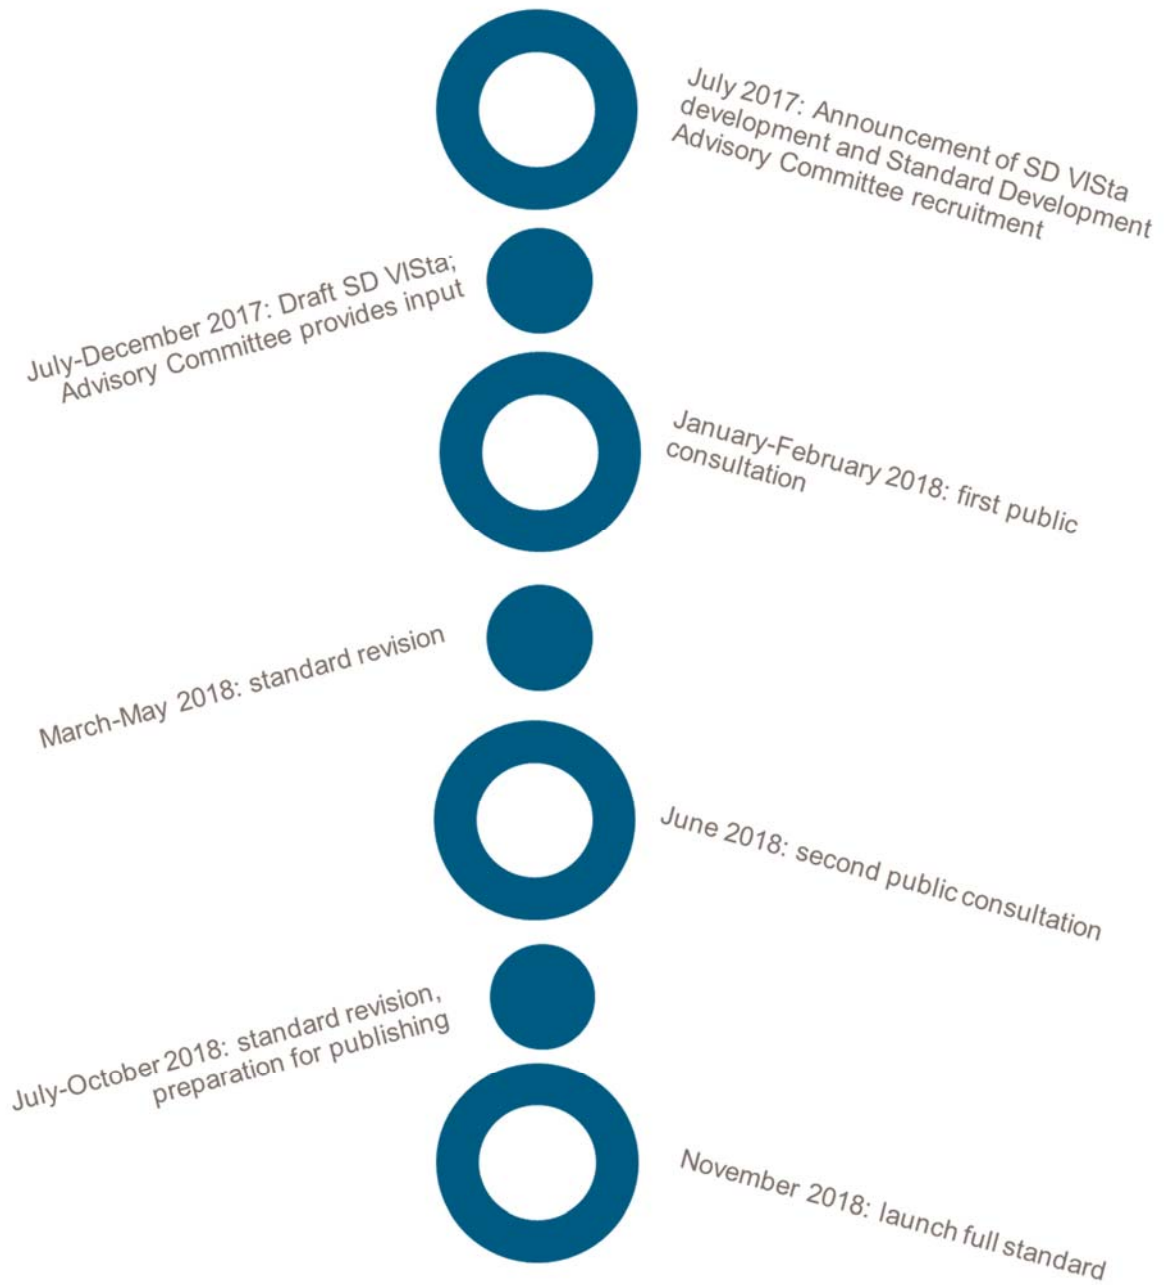 July 2017: Announcement of SD VISta
development and Standard Development
Advisory Committee recruitment
July-December 2017: Draft SD VISta;
Advisory Committee provides input
January-February 2018: first public
consultation
March-May 2018: standard revision
June 2018: second public consultation
July-October 2018: standard revision,
preparation for publishing
November 2018: launch full standard